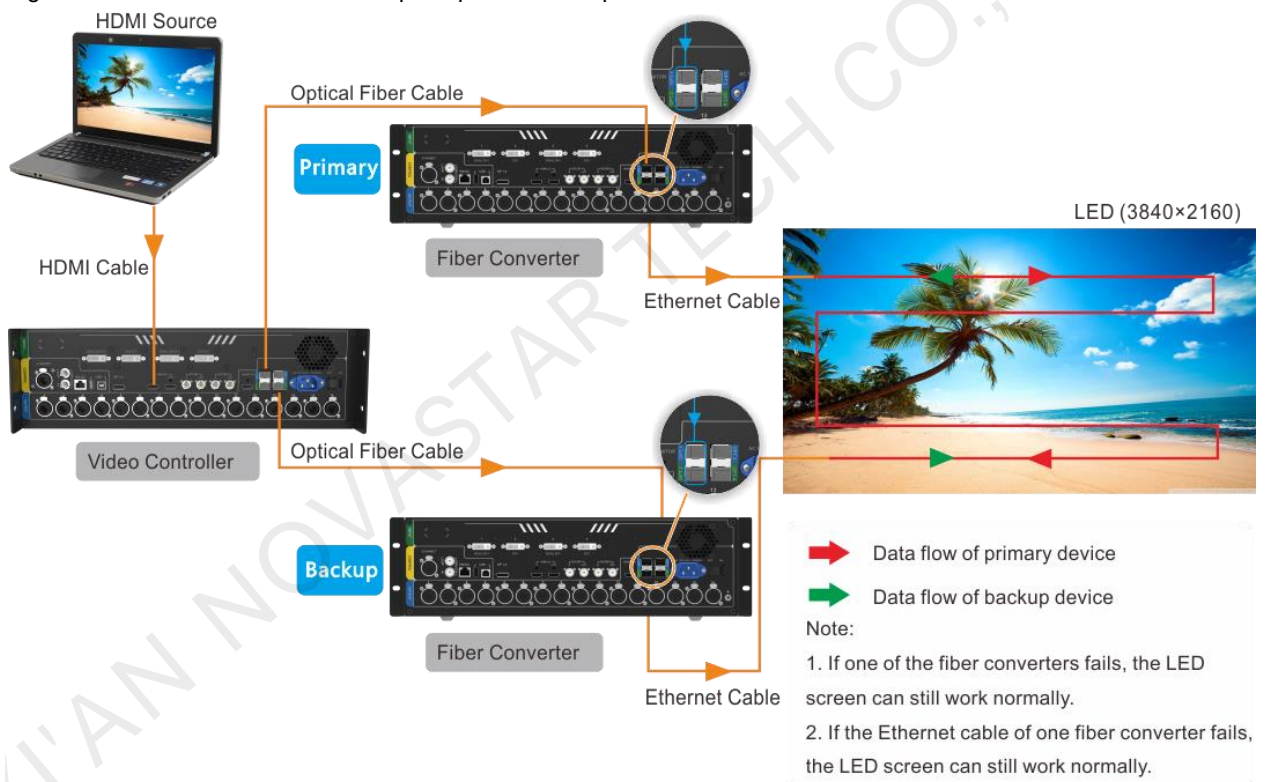 HDMI Source
Optical Fiber Cable
Primary
LED (3840×2160)
Fiber Converter
HDMI Cable
Ethernet Cable
Optical Fiber Cable
Video Controller
Backup
Data flow of primary device
Data flow of backup device
Note:
Fiber Converter
1. If one of the fiber converters fails, the LED
screen can still work normally.
Ethernet Cable
2. If the Ethernet cable of one fiber converter fails,
the LED screen can still work normally.
XI'AN NOVASTAR TECH CO.,